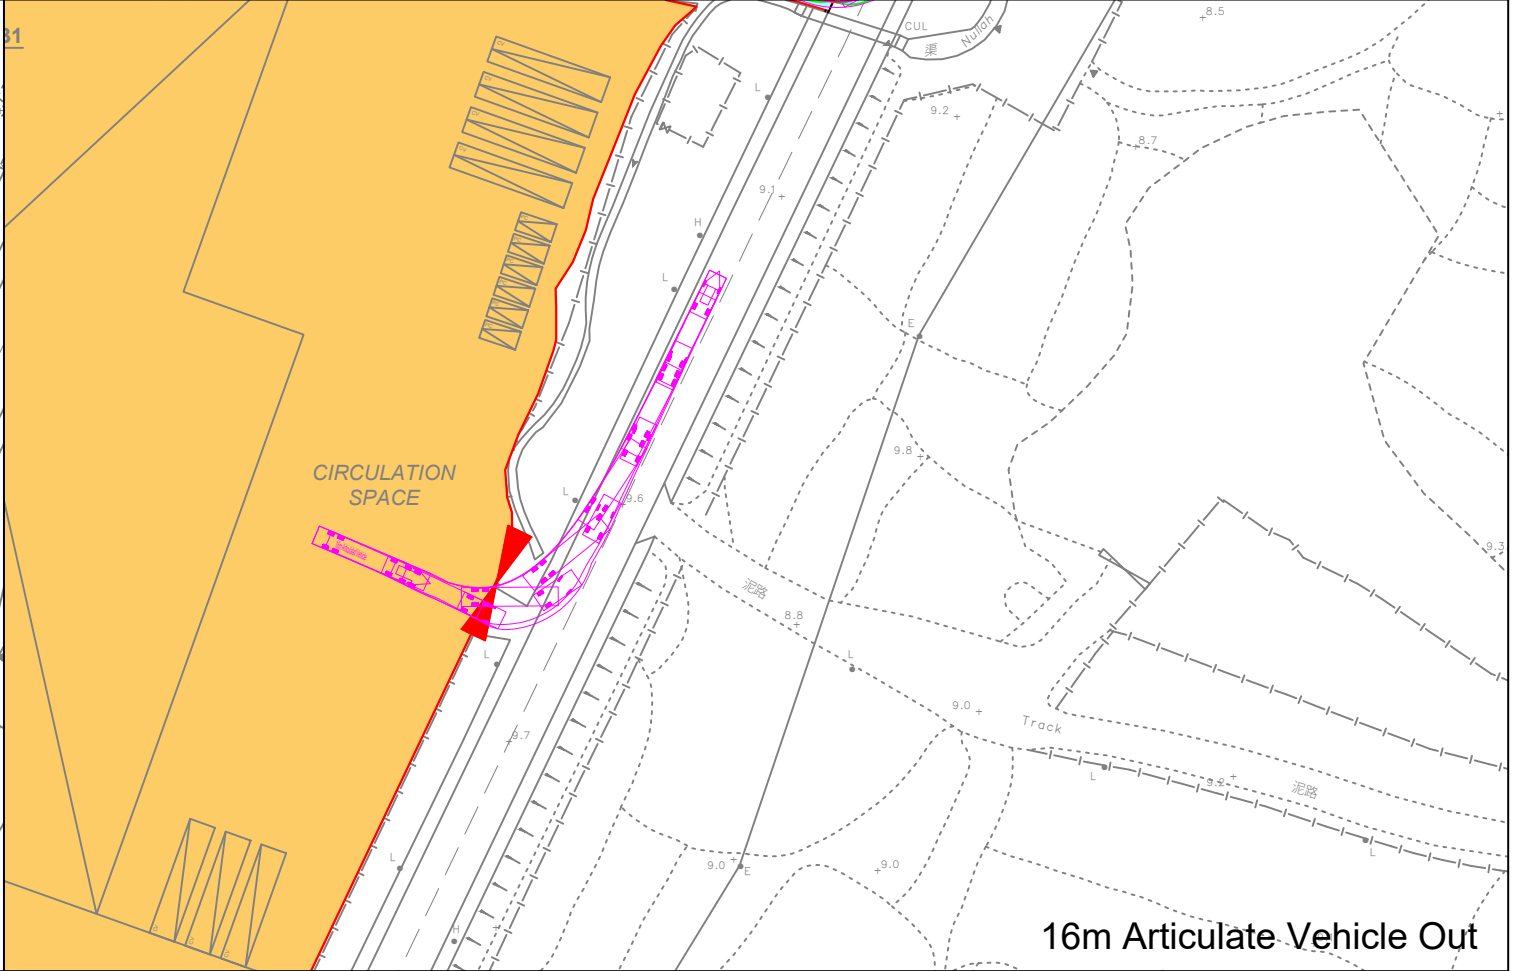 31
CUL
Nullah
渠
8.5
L
9.2
8.7
9.1
H
L
E
CIRCULATION
SPACE
9.8
L
9.6
9.3
泥路
8.8
L
L
9.0
Track
9.7
L
9.2
泥路
L
L
9.0
E
9.0
H
16m Articulate Vehicle Out